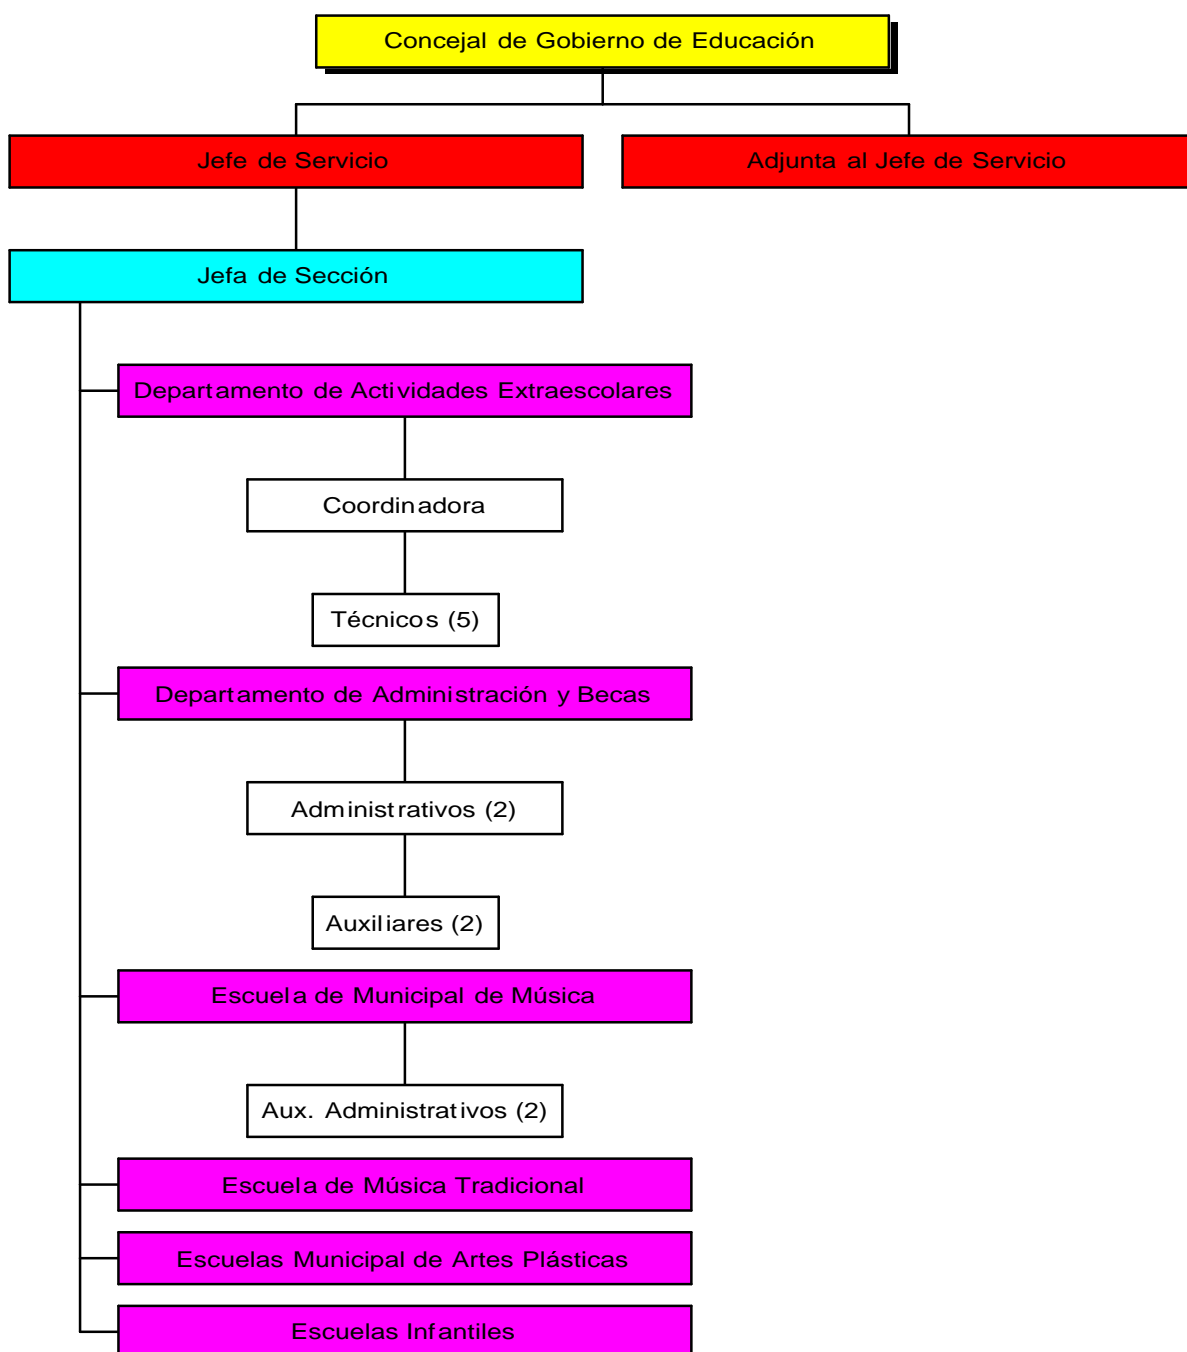 Concejal de Gobierno de Educación
Jefe de Servicio
Adjunta al Jefe de Servicio
Jefa de Sección
Departamento de Actividades Extraescolares
Coordinadora
Técnicos (5)
Departamento de Administración y Becas
Administrativos (2)
Auxiliares (2)
Escuela de Municipal de Música
Aux. Administrativos (2)
Escuela de Música Tradicional
Escuelas Municipal de Artes Plásticas
Escuelas Infantiles